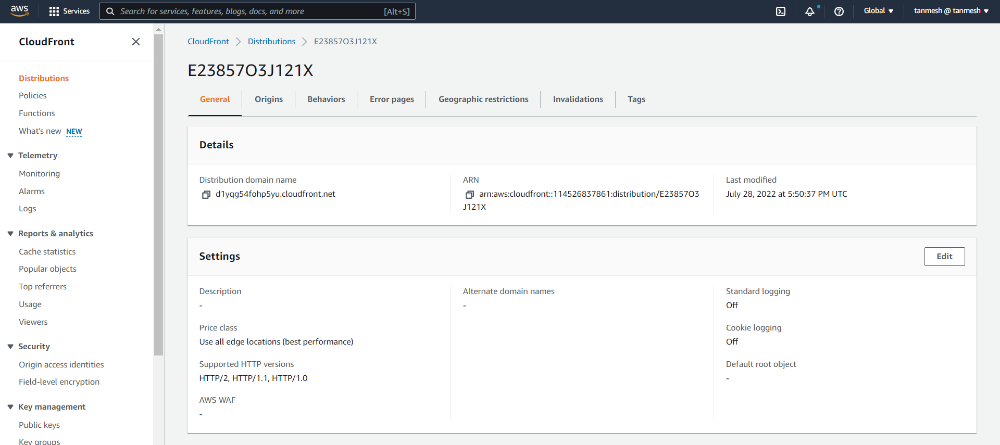 aws
Services
Search for services, features, blogs, docs, and more
[Alt+S]
Global
tanmesh @ tanmesh
CloudFront
Distributions
Policies
Functions
What's new NEW
Telemetry
Monitoring
Alarms
Logs
Reports & analytics
Cache statistics
Popular objects
Top referrers
Usage
Viewers
Security
Origin access identities
Field-level encryption
Key management
Public keys
Key groups
CloudFront
Distributions
E23857O3J121X
E23857O3J121X
General
Origins
Behaviors
Error pages
Geographic restrictions
Invalidations
Tags
Details
Distribution domain name
d1yqg54fohp5yu.cloudfront.net
ARN
arn:aws:cloudfront::114526837861:distribution/E23857O3
J121X
Last modified
July 28, 2022 at 5:50:37 PM UTC
Settings
Edit
Description
-
Price class
Use all edge locations (best performance)
Supported HTTP versions
HTTP/2, HTTP/1.1, HTTP/1.0
AWS WAF
-
Alternate domain names
-
Standard logging
Off
Cookie logging
Off
Default root object
-